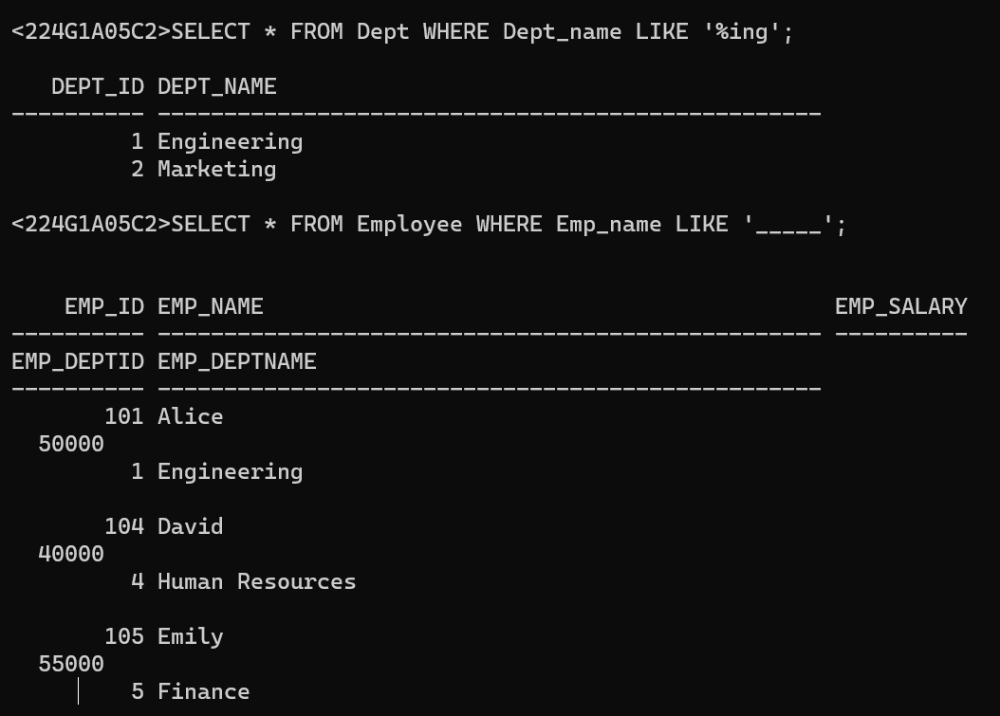 <224G1A05C2>SELECT * FROM Dept WHERE Dept_name LIKE '%ing';
DEPT_ID DEPT_NAME
---------- --------------------------------------------------
1 Engineering
2 Marketing
<224G1A05C2>SELECT * FROM Employee WHERE Emp_name LIKE '_____';
EMP_ID EMP_NAME EMP_SALARY
---------- -------------------------------------------------- ----------
EMP_DEPTID EMP_DEPTNAME
---------- --------------------------------------------------
101 Alice
50000
1 Engineering
104 David
40000
4 Human Resources
105 Emily
55000
5 Finance